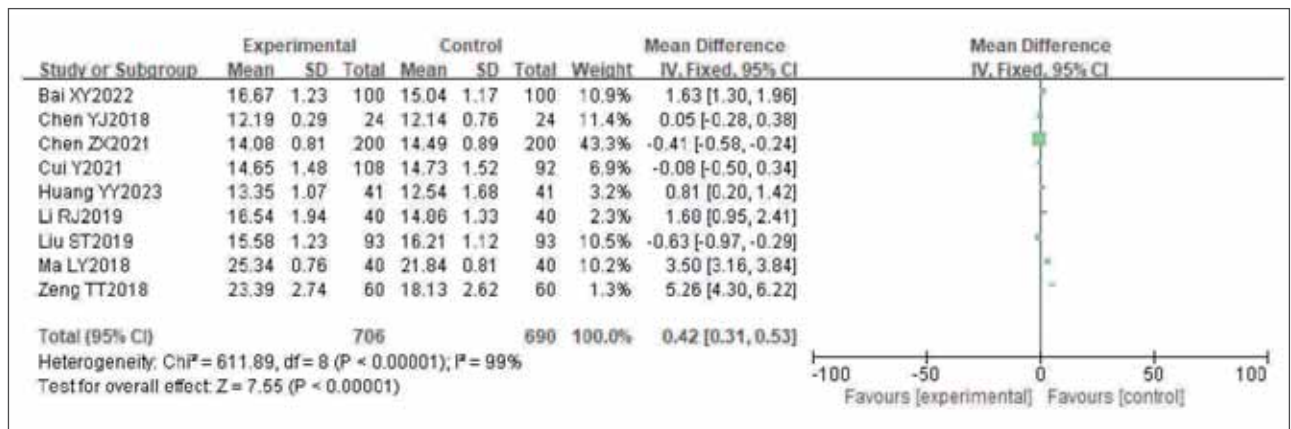 Experimental Control Mean Difference Mean Difference
Study or Subgroup Mean SD Total Mean SD Total Weight IV, Fixed, 95% CI IV, Fixed, 95% CI
Bai XY2022 16.67 1.23 100 15.04 1.17 100 10.9% 1.63 [1.30, 1.96]
Chen YJ2018 12.19 0.29 24 12.14 0.76 24 11.4% 0.05 [-0.28, 0.38]
Chen ZX2021 14.08 0.81 200 14.49 0.89 200 43.3% -0.41 [-0.58, -0.24]
Cui Y2021 14.65 1.48 108 14.73 1.52 92 6.9% -0.08 [-0.50, 0.34]
Huang YY2023 13.35 1.07 41 12.54 1.68 41 3.2% 0.81 [0.20, 1.42]
Li RJ2019 16.54 1.94 40 14.86 1.33 40 2.3% 1.68 [0.95, 2.41]
Liu ST2019 15.58 1.23 93 16.21 1.12 93 10.5% -0.63 [-0.97, -0.29]
Ma LY2018 25.34 0.76 40 21.84 0.81 40 10.2% 3.50 [3.16, 3.84]
Zeng TT2018 23.39 2.74 60 18.13 2.62 60 1.3% 5.26 [4.30, 6.22]
Total (95% CI) 706 690 100.0% 0.42 [0.31, 0.53]
Heterogeneity: Chi² = 611.89, df = 8 (P < 0.00001); I² = 99%
Test for overall effect: Z = 7.55 (P < 0.00001)
-100 -50 0 50 100
Favours [experimental] Favours [control]